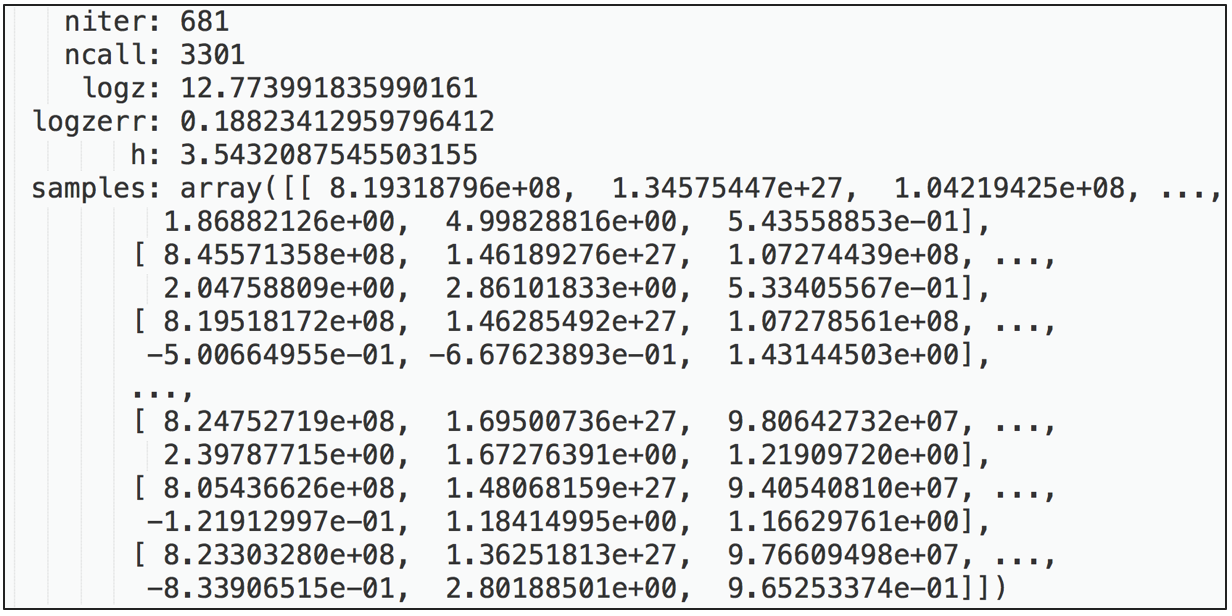 niter: 681
ncall: 3301
logz: 12.773991835990161
logzerr: 0.18823412959796412
h: 3.5432087545503155
samples: array([[ 8.19318796e+08, 1.34575447e+27, 1.04219425e+08, ...,
1.86882126e+00, 4.99828816e+00, 5.43558853e-01],
[ 8.45571358e+08, 1.46189276e+27, 1.07274439e+08, ...,
2.04758809e+00, 2.86101833e+00, 5.33405567e-01],
[ 8.19518172e+08, 1.46285492e+27, 1.07278561e+08, ...,
-5.00664955e-01, -6.67623893e-01, 1.43144503e+00],
...,
[ 8.24752719e+08, 1.69500736e+27, 9.80642732e+07, ...,
2.39787715e+00, 1.67276391e+00, 1.21909720e+00],
[ 8.05436626e+08, 1.48068159e+27, 9.40540810e+07, ...,
-1.21912997e-01, 1.18414995e+00, 1.16629761e+00],
[ 8.23303280e+08, 1.36251813e+27, 9.76609498e+07, ...,
-8.33906515e-01, 2.80188501e+00, 9.65253374e-01]])